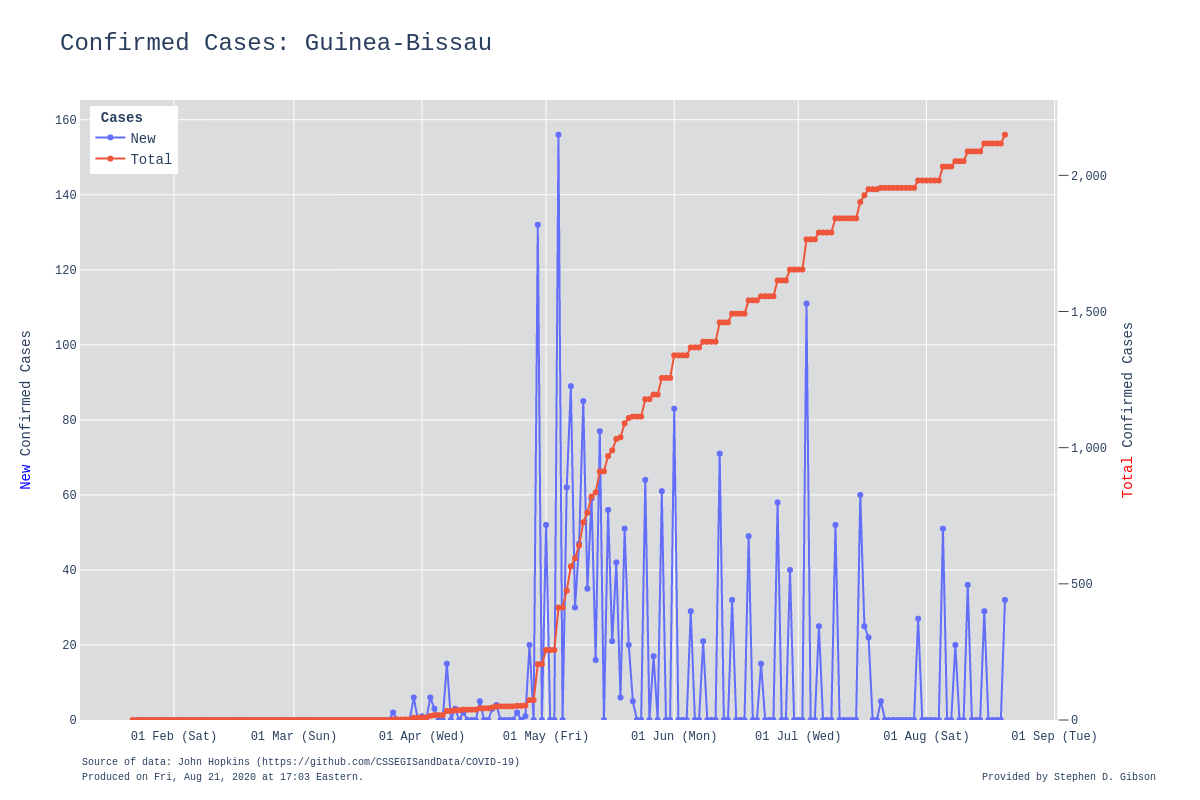 Confirmed Cases: Guinea-Bissau
Cases
New
Total
160
140
120
100
80
60
40
20
0
2,000
1,500
1,000
500
0
New Confirmed Cases
Total Confirmed Cases
01 Feb (Sat) 01 Mar (Sun) 01 Apr (Wed) 01 May (Fri) 01 Jun (Mon) 01 Jul (Wed) 01 Aug (Sat) 01 Sep (Tue)
Source of data: John Hopkins (https://github.com/CSSEGISandData/COVID-19)
Produced on Fri, Aug 21, 2020 at 17:03 Eastern.
Provided by Stephen D. Gibson